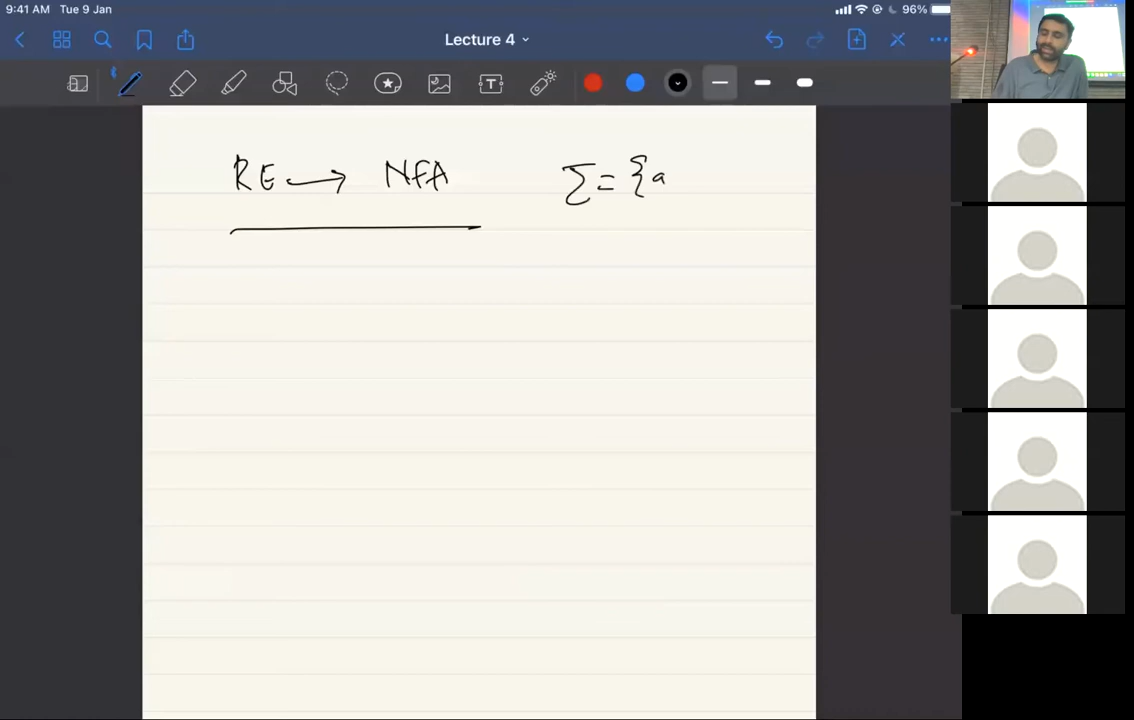 9:41 AM Tue 9 Jan 96%
Lecture 4
T
RE → NFA Σ = {a